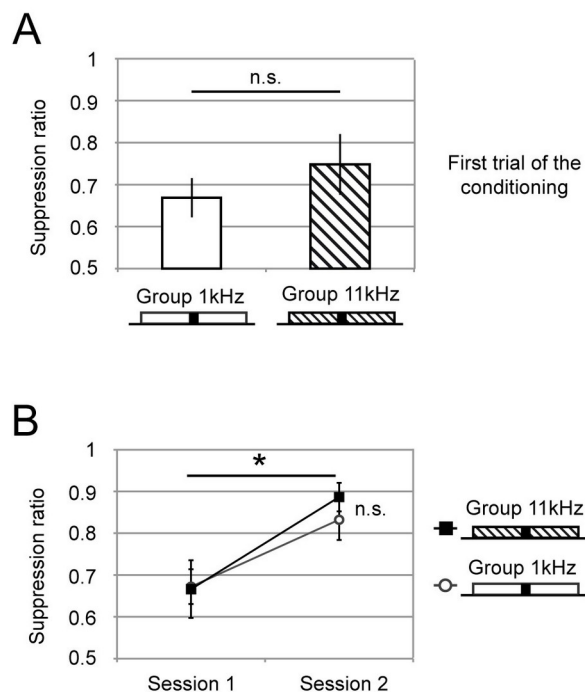 A
1
n.s.
0.9
0.8
0.7
0.6
0.5
Suppression ratio
First trial of the
conditioning
Group 1kHz
Group 11kHz
B
1
*
0.9
n.s.
0.8
0.7
0.6
0.5
Suppression ratio
Group 11kHz
Group 1kHz
Session 1
Session 2